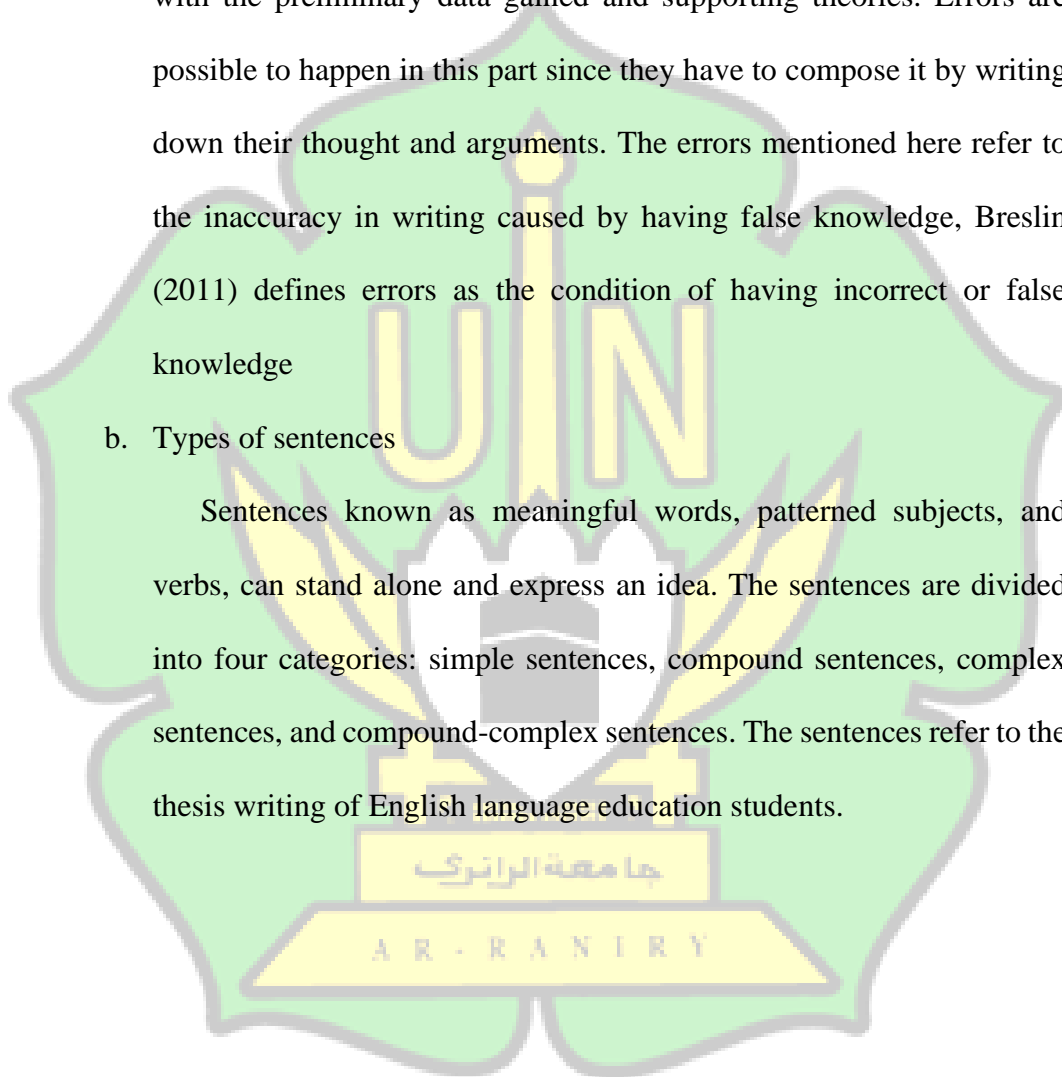 with the preliminary data gained and supporting theories. Errors are
possible to happen in this part since they have to compose it by writing
down their thought and arguments. The errors mentioned here refer to
the inaccuracy in writing caused by having false knowledge, Breslin
(2011) defines errors as the condition of having incorrect or false
knowledge
b. Types of sentences
Sentences known as meaningful words, patterned subjects, and
verbs, can stand alone and express an idea. The sentences are divided
into four categories: simple sentences, compound sentences, complex
sentences, and compound-complex sentences. The sentences refer to the
thesis writing of English language education students.
UIN
جامعة الرانري
AR-RANIRY